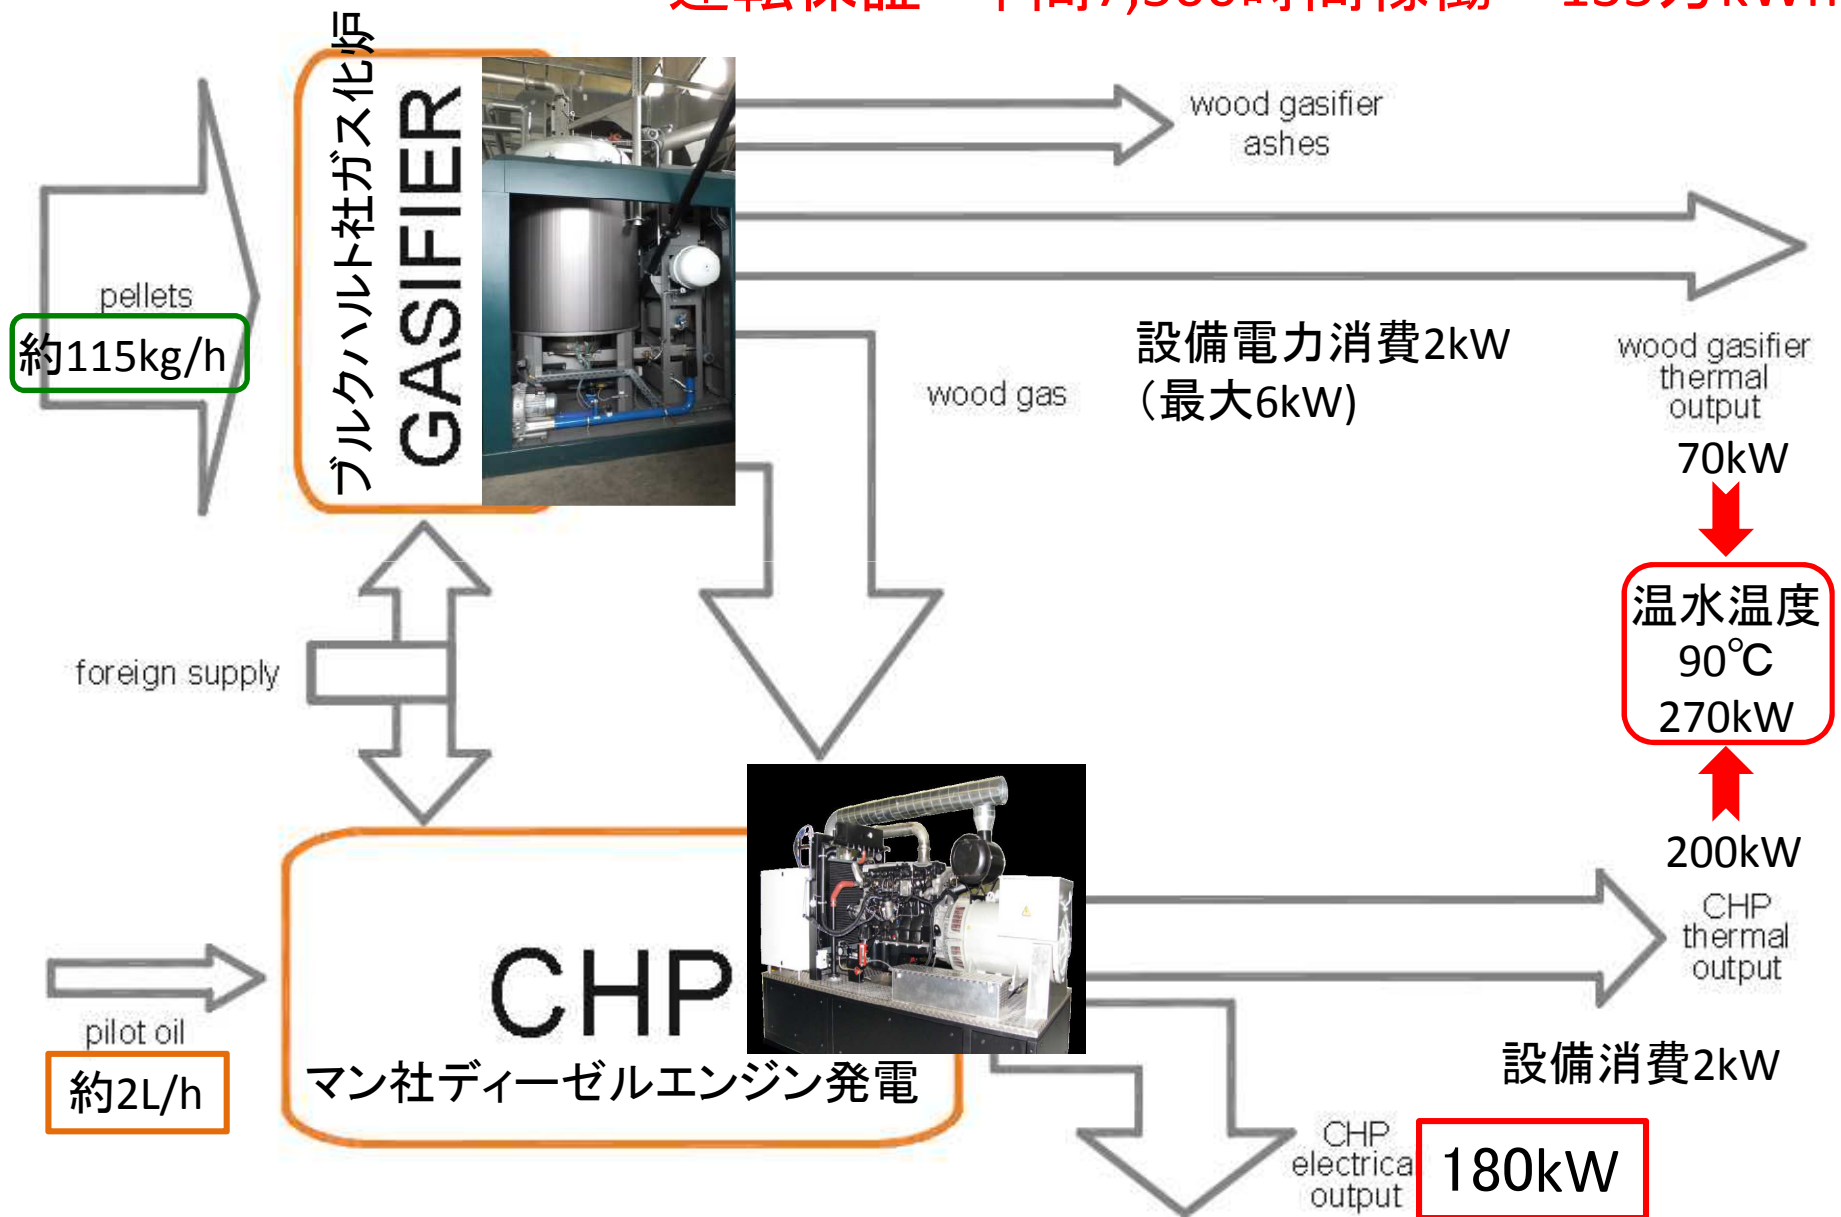 wood gasifier
ashes
ブルクハルト社ガス化炉
GASIFIER
pellets
約115kg/h
wood gas
設備電力消費2kW
（最大6kW)
wood gasifier
thermal
output
70kW
温水温度
90℃
270kW
foreign supply
200kW
CHP
thermal
output
CHP
マン社ディーゼルエンジン発電
pilot oil
約2L/h
設備消費2kW
CHP
electrical
output
180kW